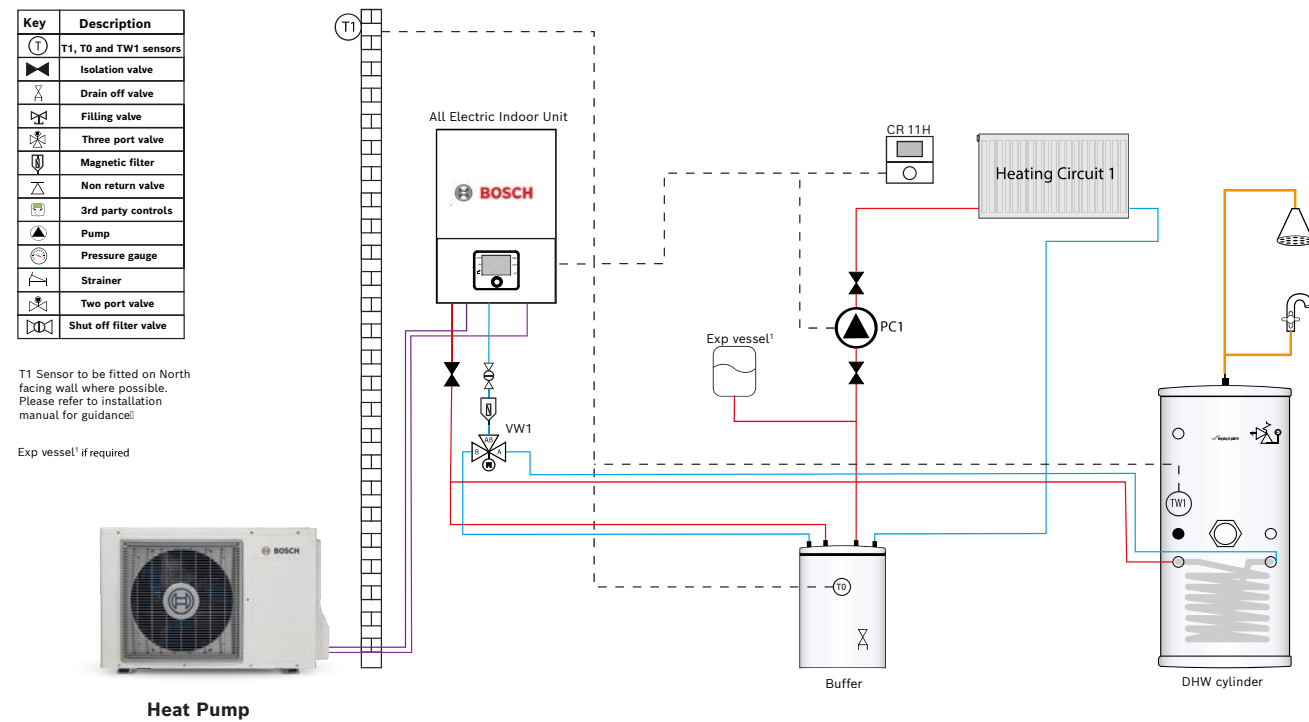 Key Description
T T1, T0 and TW1 sensors
Isolation valve
Drain off valve
Filling valve
Three port valve
Magnetic filter
Non return valve
3rd party controls
Pump
Pressure gauge
Strainer
Two port valve
Shut off filter valve
T1 Sensor to be fitted on North
facing wall where possible.
Please refer to installation
manual for guidance
Exp vessel¹ if required
T1
All Electric Indoor Unit
BOSCH
CR 11H
Heating Circuit 1
PC1
Exp vessel¹
VW1
AB
B
A
M
TW1
T0
Buffer
DHW cylinder
BOSCH
Heat Pump